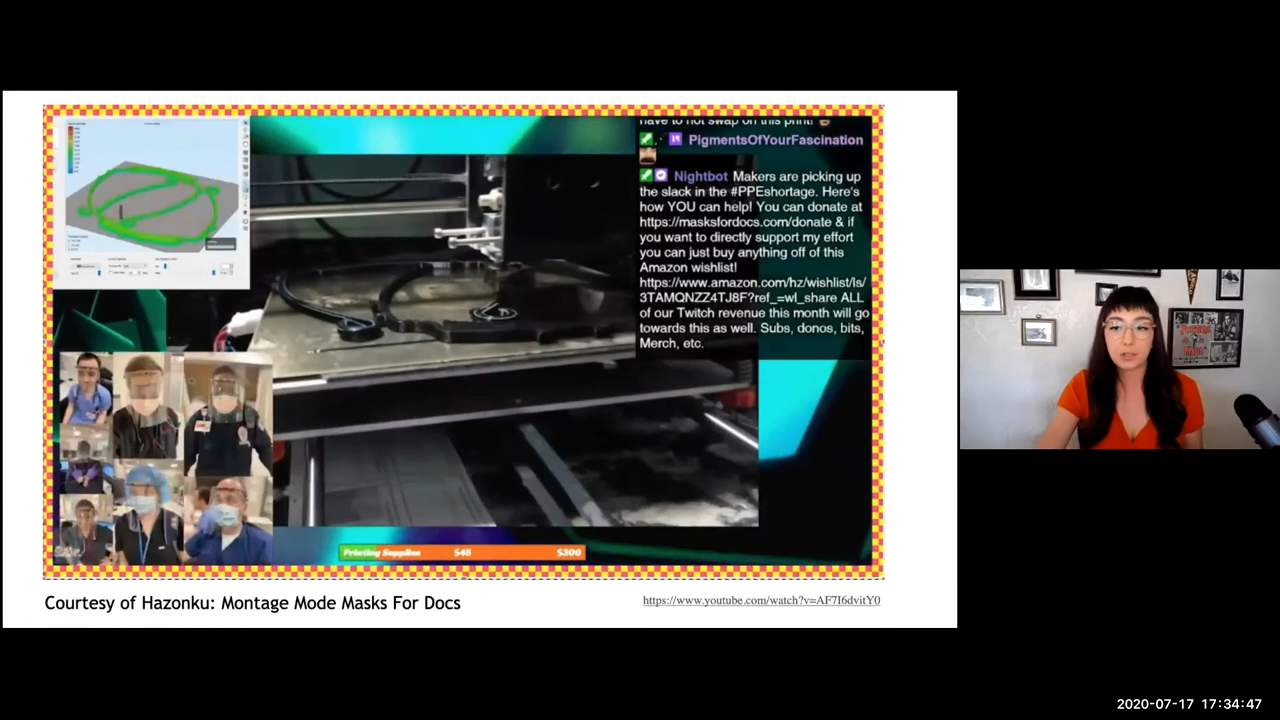 have to not swap on this print!
PigmentsOfYourFascination
Nightbot Makers are picking up
the slack in the #PPEshortage. Here's
how YOU can help! You can donate at
https://masksfordocs.com/donate & if
you want to directly support my effort
you can just buy anything off of this
Amazon wishlist!
https://www.amazon.com/hz/wishlist/ls/
3TAMQNZZ4TJ8F?ref_=wl_share ALL
of our Twitch revenue this month will go
towards this as well. Subs, donos, bits,
Merch, etc.
Printing Supplies $45 $300
Courtesy of Hazonku: Montage Mode Masks For Docs
https://www.youtube.com/watch?v=AF7I6dvitY0
2020-07-17 17:34:47